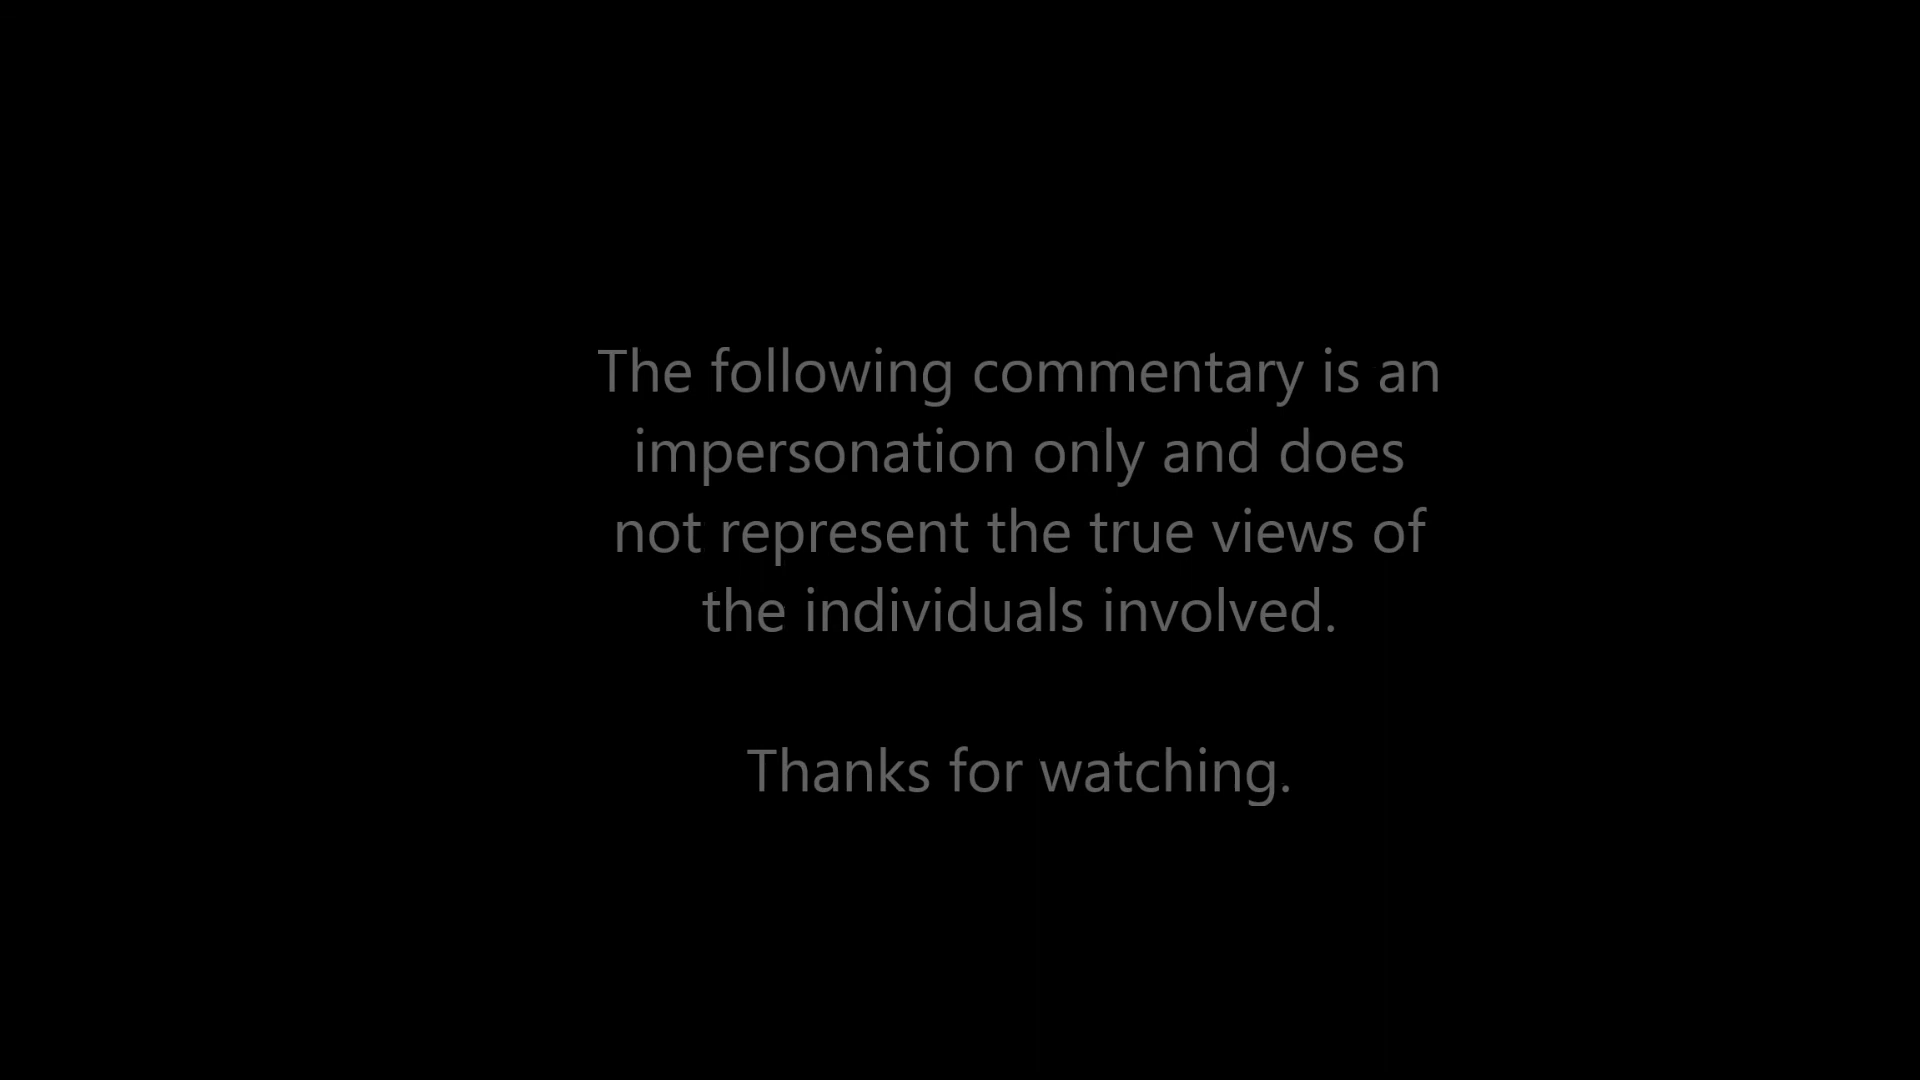 The following commentary is an
impersonation only and does
not represent the true views of
the individuals involved.
Thanks for watching.